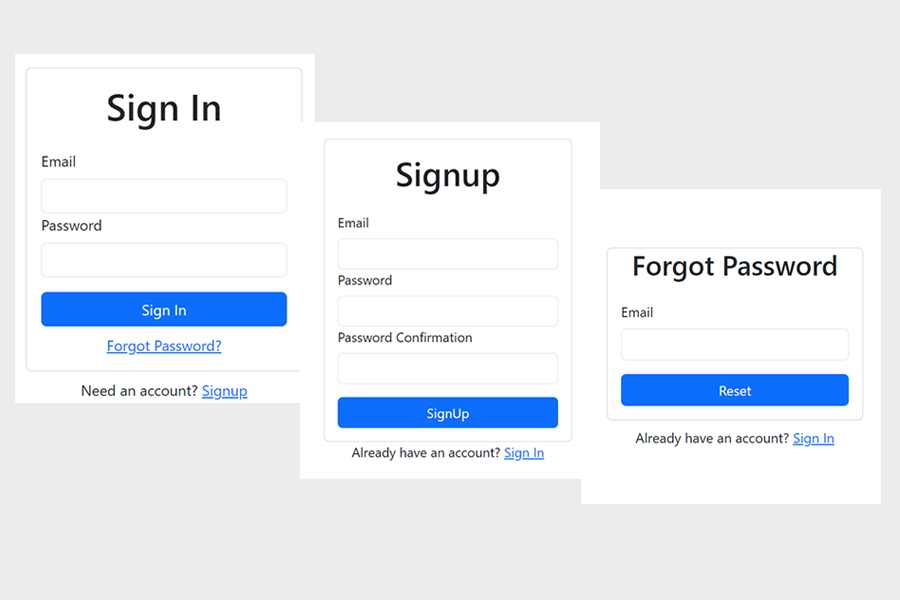 Sign In
Email
Password
Sign In
Forgot Password?
Need an account? Signup
Signup
Email
Password
Password Confirmation
SignUp
Already have an account? Sign In
Forgot Password
Email
Reset
Already have an account? Sign In